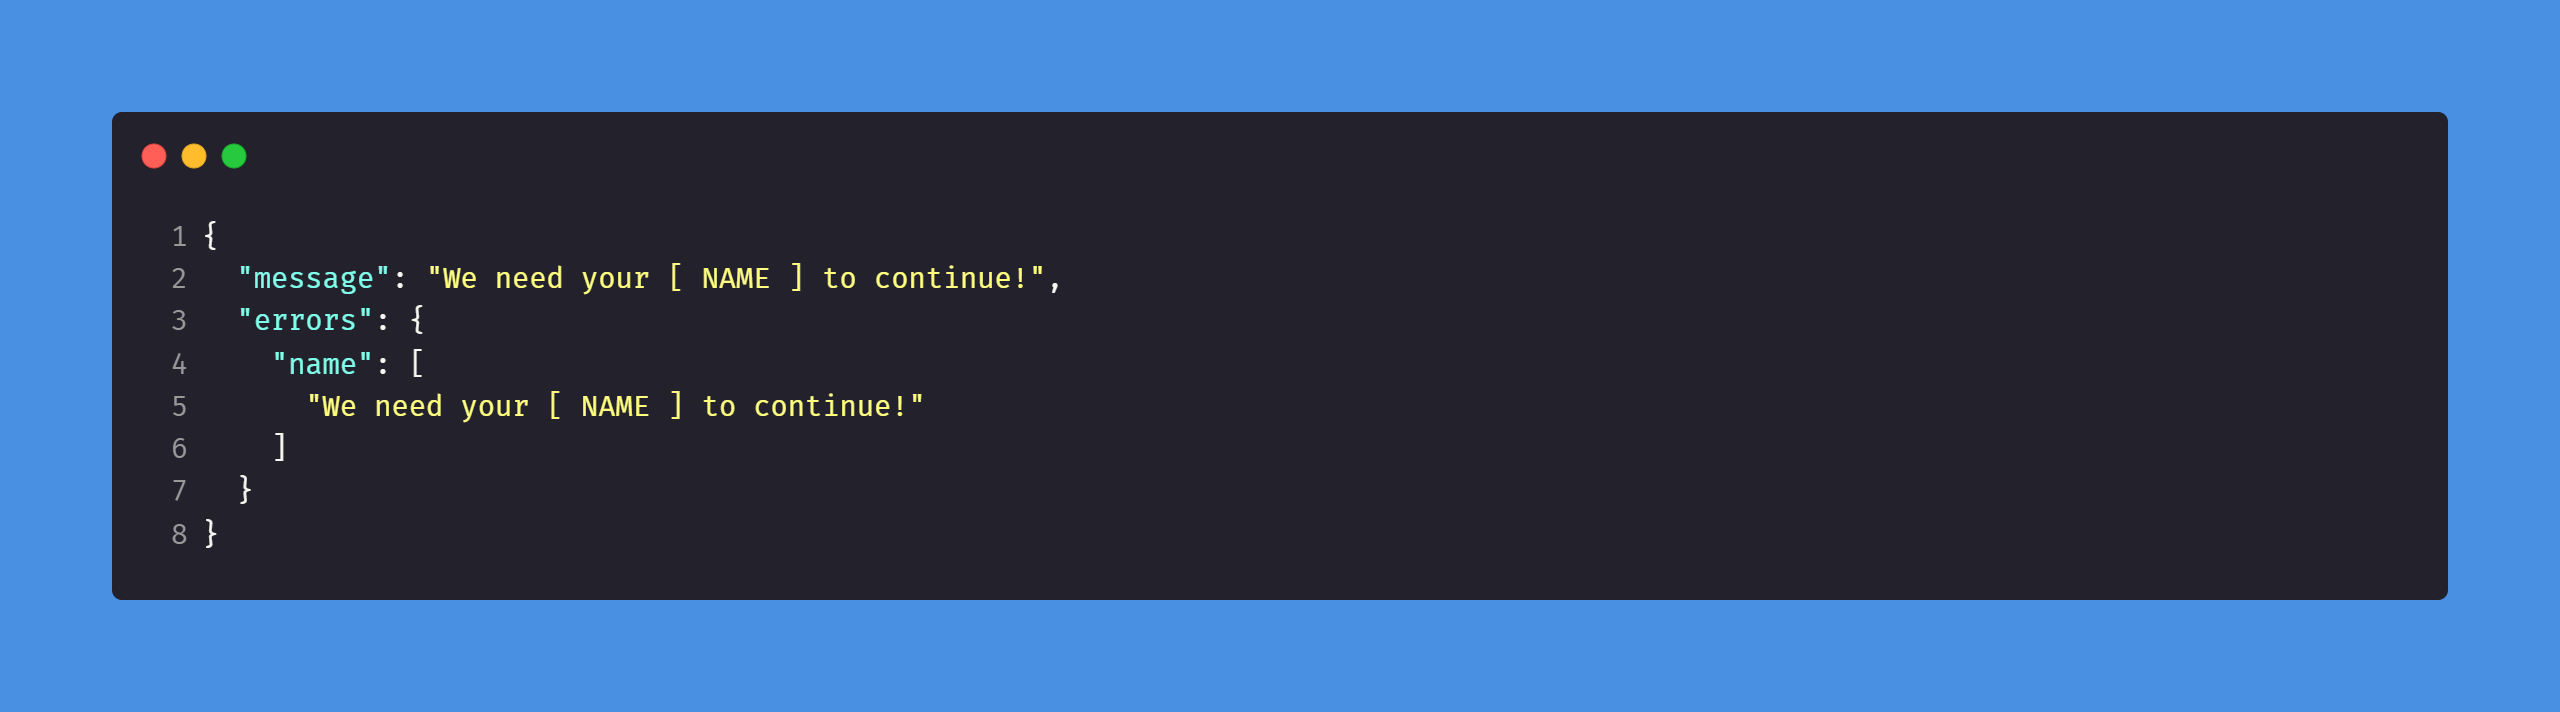 1 {
2   "message": "We need your [ NAME ] to continue!",
3   "errors": {
4     "name": [
5       "We need your [ NAME ] to continue!"
6     ]
7   }
8 }